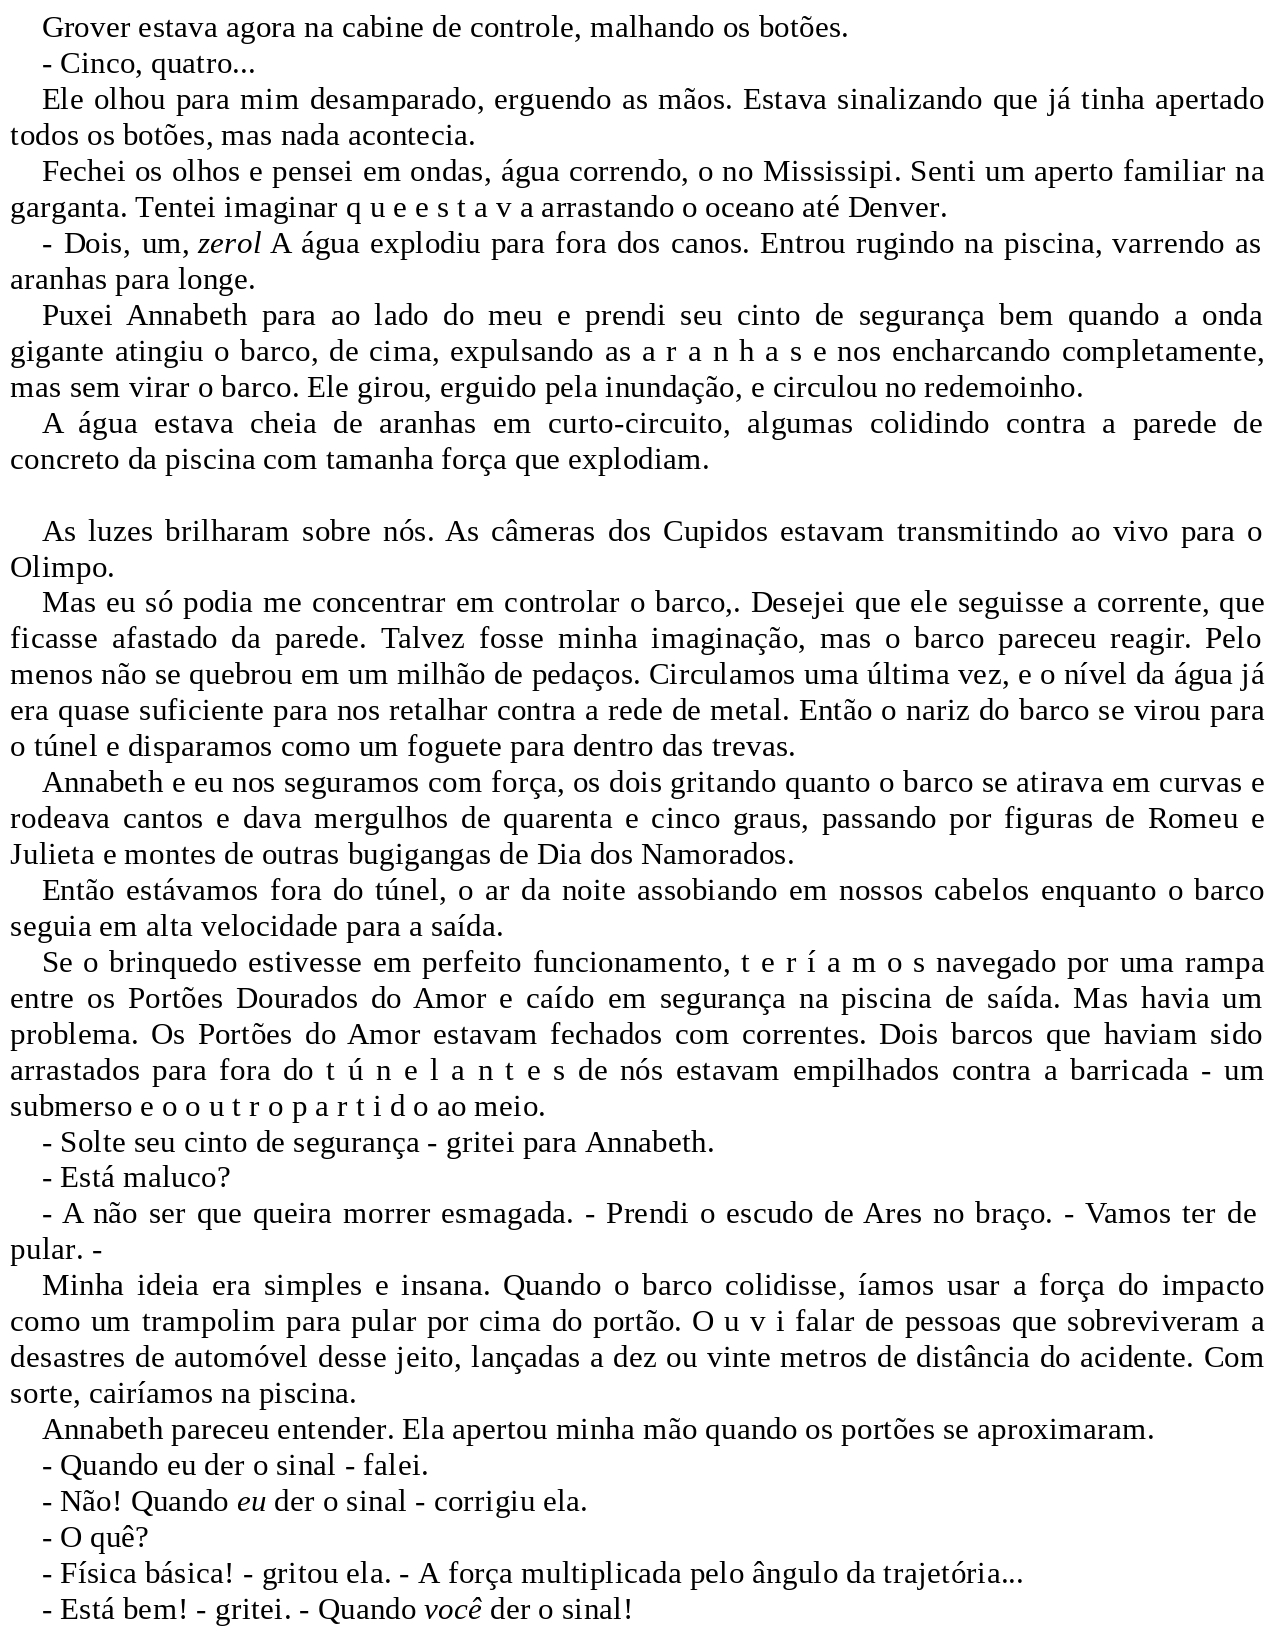 Grover estava agora na cabine de controle, malhando os botões.
- Cinco, quatro...
Ele olhou para mim desamparado, erguendo as mãos. Estava sinalizando que já tinha apertado
todos os botões, mas nada acontecia.
Fechei os olhos e pensei em ondas, água correndo, o no Mississipi. Senti um aperto familiar na
garganta. Tentei imaginar q u e e s t a v a arrastando o oceano até Denver.
- Dois, um, zerol A água explodiu para fora dos canos. Entrou rugindo na piscina, varrendo as
aranhas para longe.
Puxei Annabeth para ao lado do meu e prendi seu cinto de segurança bem quando a onda
gigante atingiu o barco, de cima, expulsando as a r a n h a s e nos encharcando completamente,
mas sem virar o barco. Ele girou, erguido pela inundação, e circulou no redemoinho.
A água estava cheia de aranhas em curto-circuito, algumas colidindo contra a parede de
concreto da piscina com tamanha força que explodiam.
As luzes brilharam sobre nós. As câmeras dos Cupidos estavam transmitindo ao vivo para o
Olimpo.
Mas eu só podia me concentrar em controlar o barco,. Desejei que ele seguisse a corrente, que
ficasse afastado da parede. Talvez fosse minha imaginação, mas o barco pareceu reagir. Pelo
menos não se quebrou em um milhão de pedaços. Circulamos uma última vez, e o nível da água já
era quase suficiente para nos retalhar contra a rede de metal. Então o nariz do barco se virou para
o túnel e disparamos como um foguete para dentro das trevas.
Annabeth e eu nos seguramos com força, os dois gritando quanto o barco se atirava em curvas e
rodeava cantos e dava mergulhos de quarenta e cinco graus, passando por figuras de Romeu e
Julieta e montes de outras bugigangas de Dia dos Namorados.
Então estávamos fora do túnel, o ar da noite assobiando em nossos cabelos enquanto o barco
seguia em alta velocidade para a saída.
Se o brinquedo estivesse em perfeito funcionamento, t e r í a m o s navegado por uma rampa
entre os Portões Dourados do Amor e caído em segurança na piscina de saída. Mas havia um
problema. Os Portões do Amor estavam fechados com correntes. Dois barcos que haviam sido
arrastados para fora do t ú n e l a n t e s de nós estavam empilhados contra a barricada - um
submerso e o o u t r o p a r t i d o ao meio.
- Solte seu cinto de segurança - gritei para Annabeth.
- Está maluco?
- A não ser que queira morrer esmagada. - Prendi o escudo de Ares no braço. - Vamos ter de
pular. -
Minha ideia era simples e insana. Quando o barco colidisse, íamos usar a força do impacto
como um trampolim para pular por cima do portão. O u v i falar de pessoas que sobreviveram a
desastres de automóvel desse jeito, lançadas a dez ou vinte metros de distância do acidente. Com
sorte, cairíamos na piscina.
Annabeth pareceu entender. Ela apertou minha mão quando os portões se aproximaram.
- Quando eu der o sinal - falei.
- Não! Quando eu der o sinal - corrigiu ela.
- O quê?
- Física básica! - gritou ela. - A força multiplicada pelo ângulo da trajetória...
- Está bem! - gritei. - Quando você der o sinal!